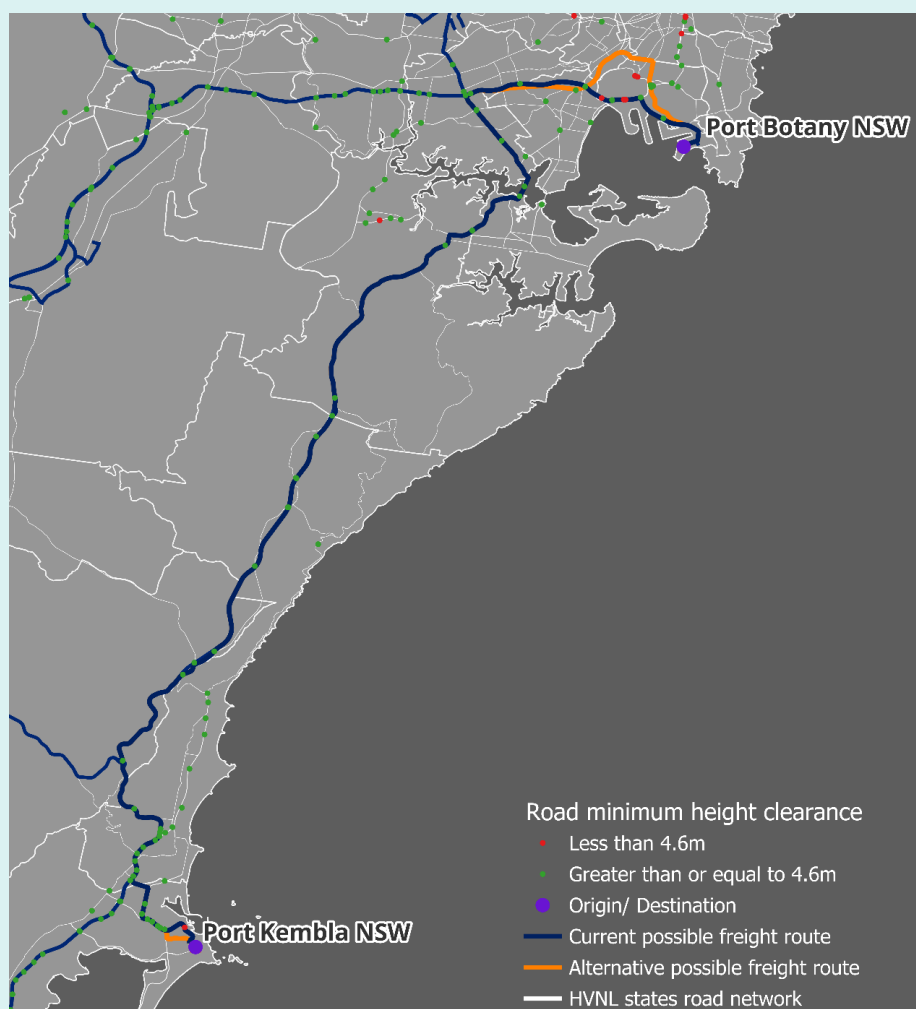 Port Botany NSW
Port Kembla NSW
Road minimum height clearance
Less than 4.6m
Greater than or equal to 4.6m
Origin/ Destination
Current possible freight route
Alternative possible freight route
HVNL states road network